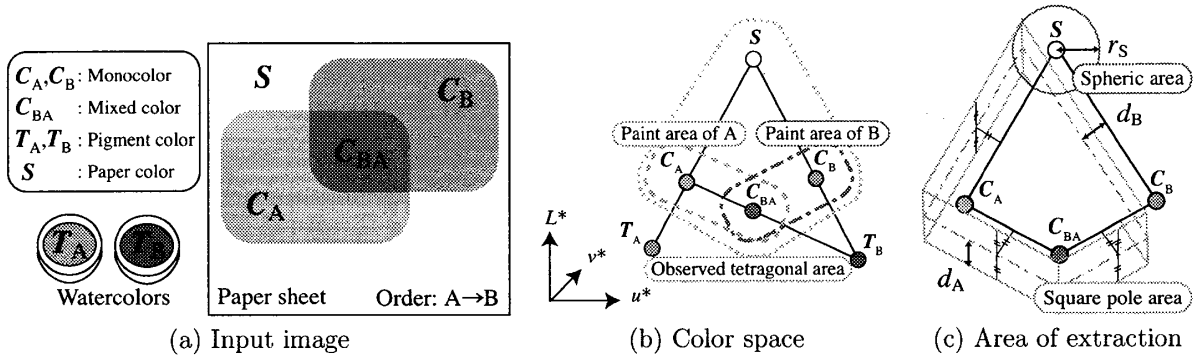 C_A, C_B : Monocolor
C_BA : Mixed color
T_A, T_B : Pigment color
S : Paper color
T_A
T_B
Watercolors
S
C_B
C_BA
C_A
Paper sheet
Order: A→B
(a) Input image
S
Paint area of A
Paint area of B
C_A
C_B
C_BA
T_A
T_B
Observed tetragonal area
L*
v*
u*
(b) Color space
S
r_S
Spheric area
d_B
C_A
C_B
C_BA
d_A
Square pole area
(c) Area of extraction